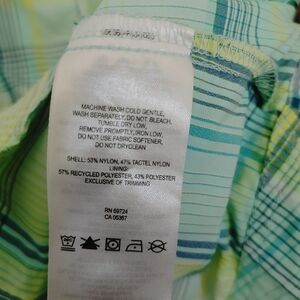 MACHINE WASH COLD GENTLE,
WASH SEPARATELY, DO NOT BLEACH,
TUMBLE DRY LOW,
REMOVE PROMPTLY, IRON LOW
DO NOT USE FABRIC SOFTENER,
DO NOT DRYCLEAN
SHELL: 53% NYLON, 47% TACTEL NYLON
LINING:
57% RECYCLED POLYESTER, 43% POLYESTER
EXCLUSIVE OF TRIMMING
RN 69724
CA 05367